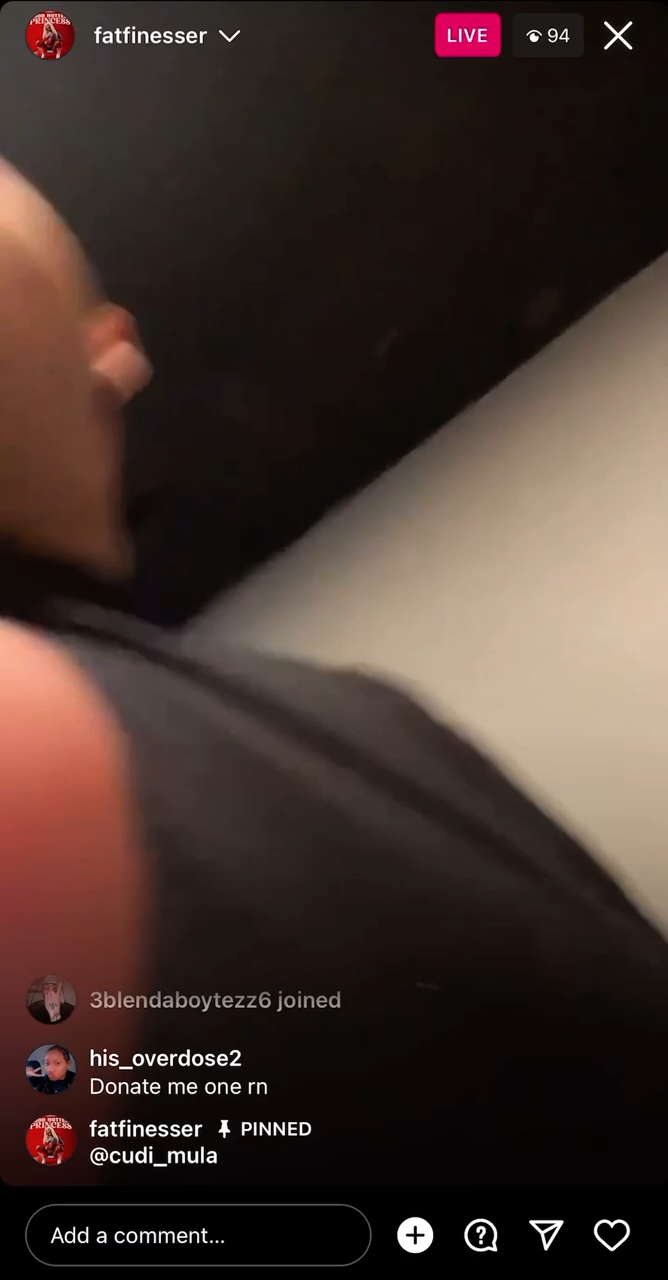 fatfinesser
LIVE
94
3blendaboytezz6 joined
his_overdose2
Donate me one rn
fatfinesser PINNED
@cudi_mula
Add a comment...